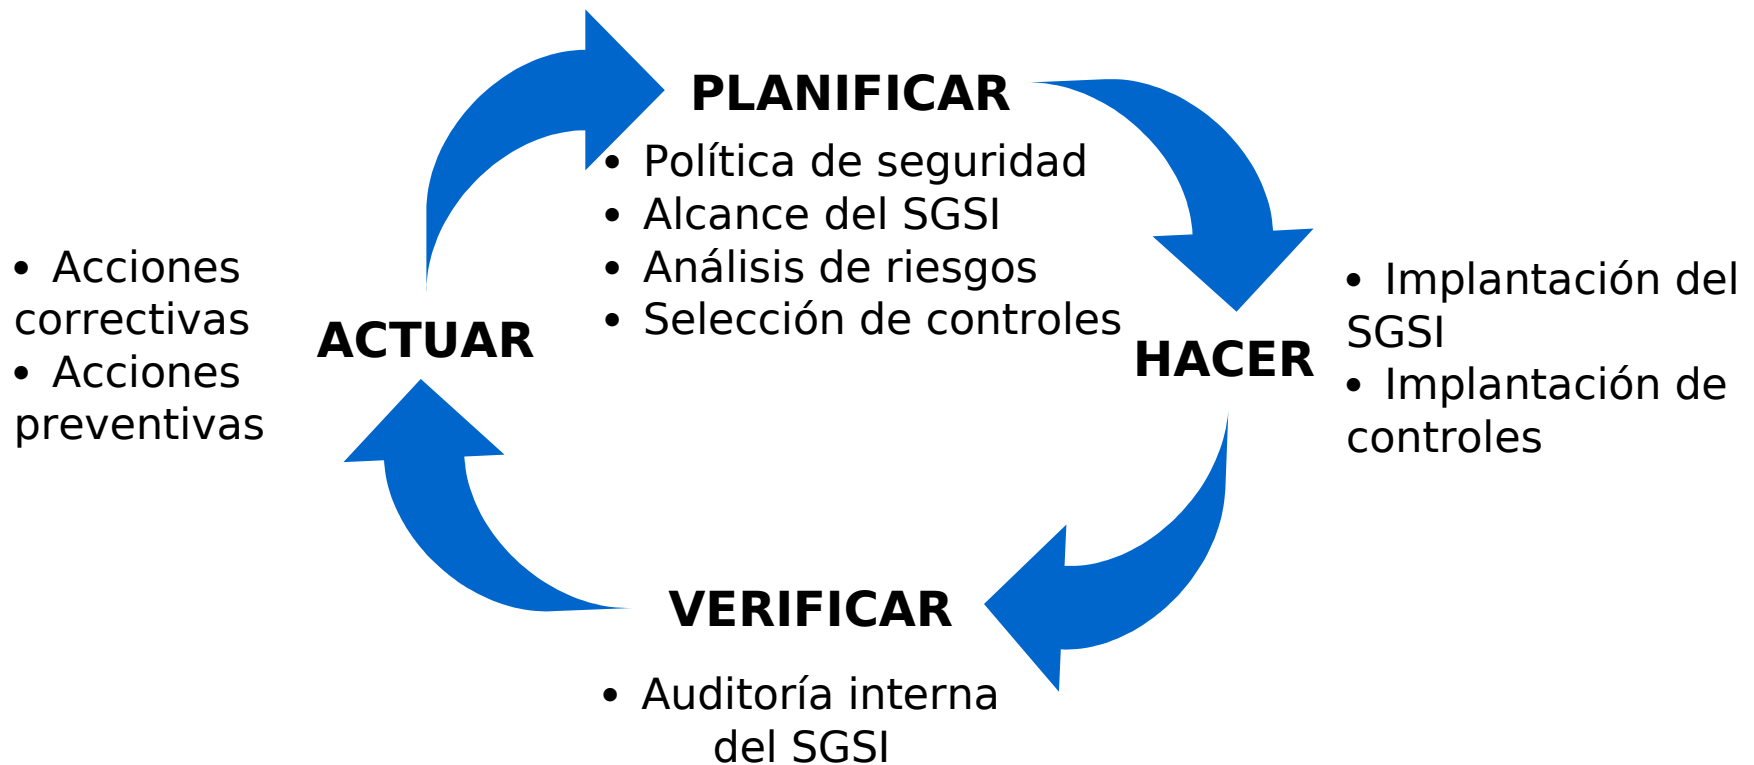 PLANIFICAR
• Política de seguridad
• Alcance del SGSI
• Análisis de riesgos
• Selección de controles
HACER
• Implantación del
SGSI
• Implantación de
controles
VERIFICAR
• Auditoría interna
del SGSI
ACTUAR
• Acciones
correctivas
• Acciones
preventivas